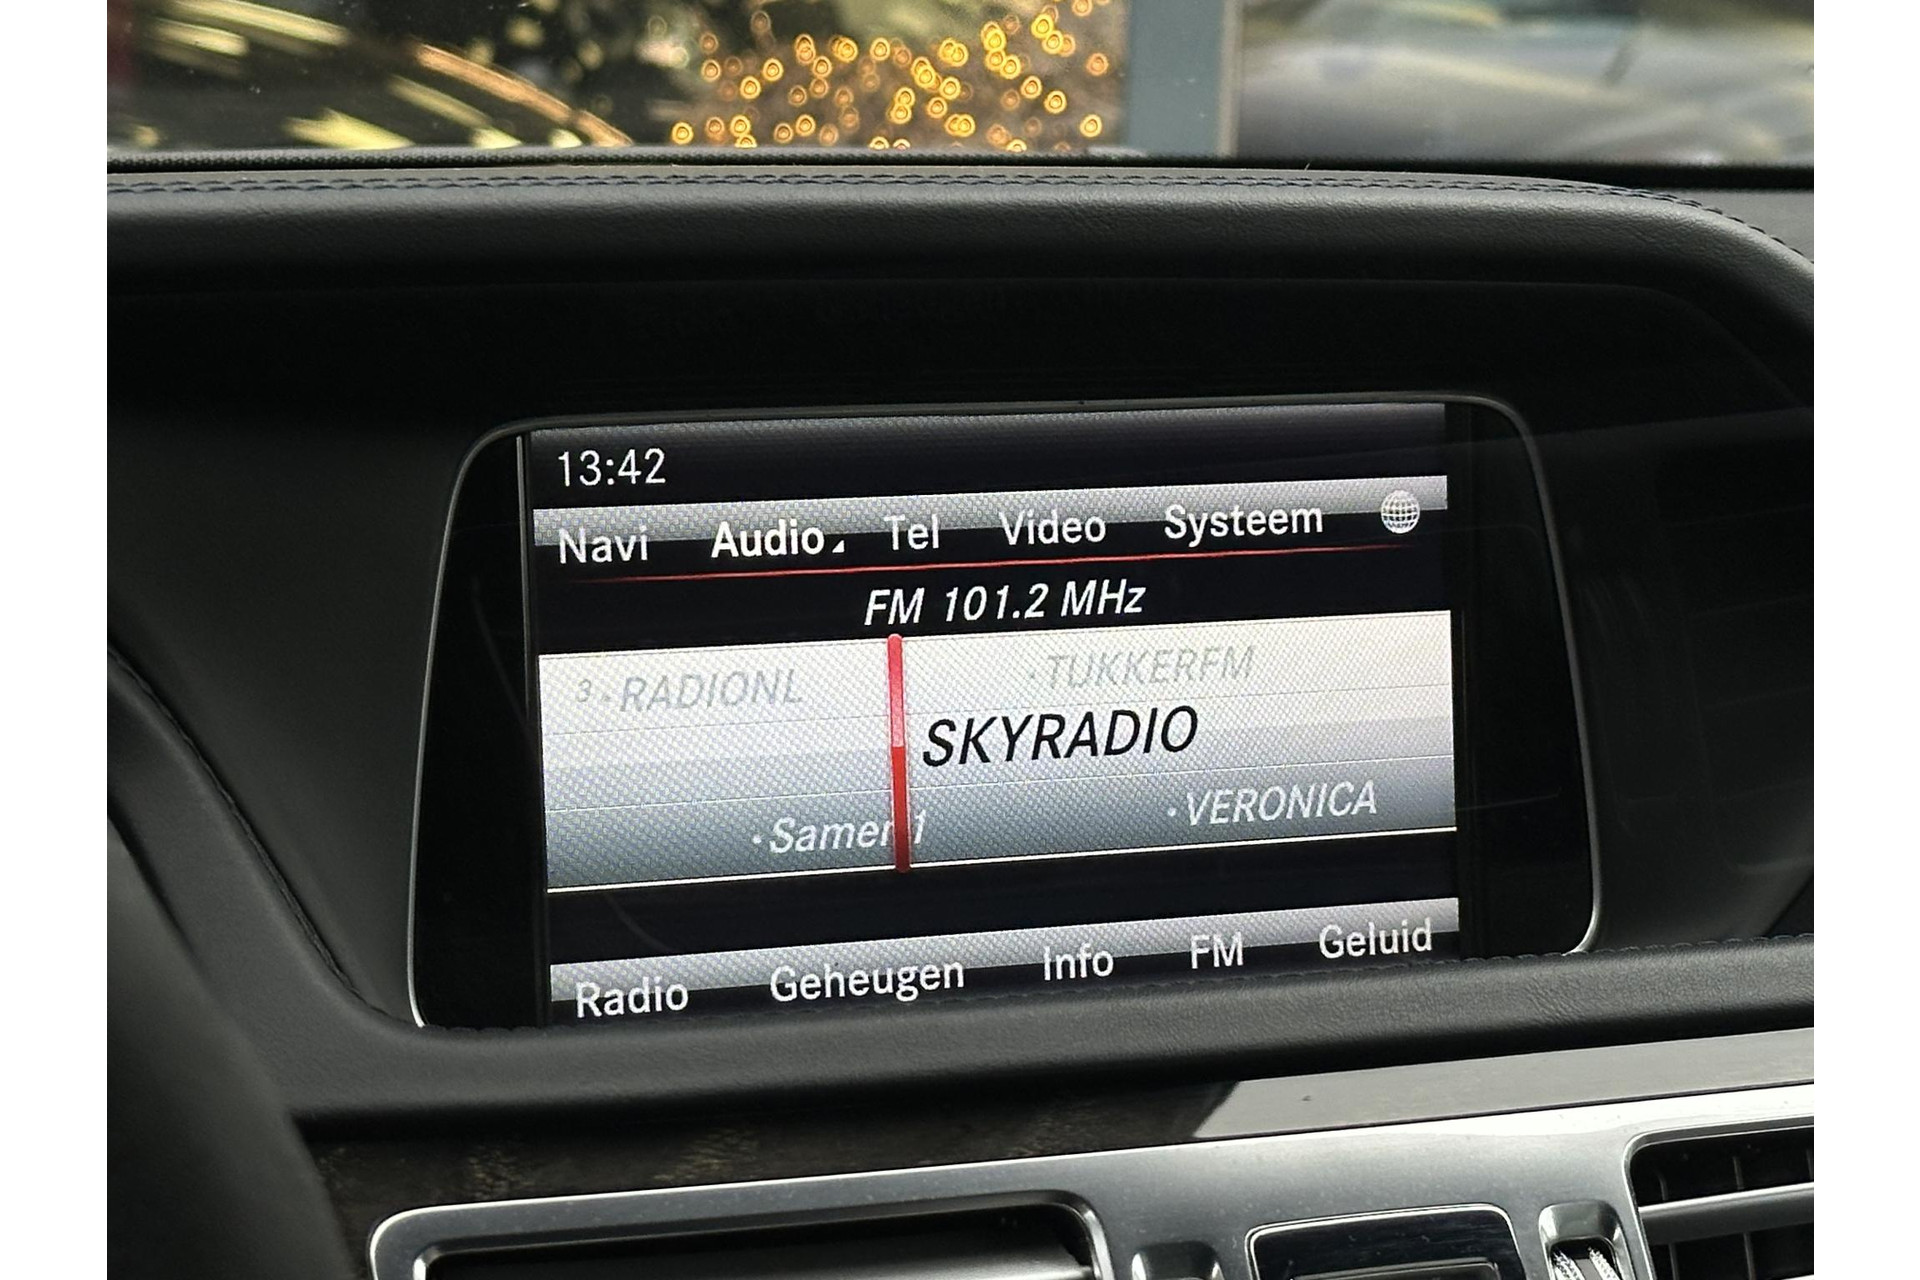 13:42
Navi Audio Tel Video Systeem
FM 101.2 MHz
3 · RADIONL · TUKKERFM
SKYRADIO
· Samen1 · VERONICA
Radio Geheugen Info FM Geluid